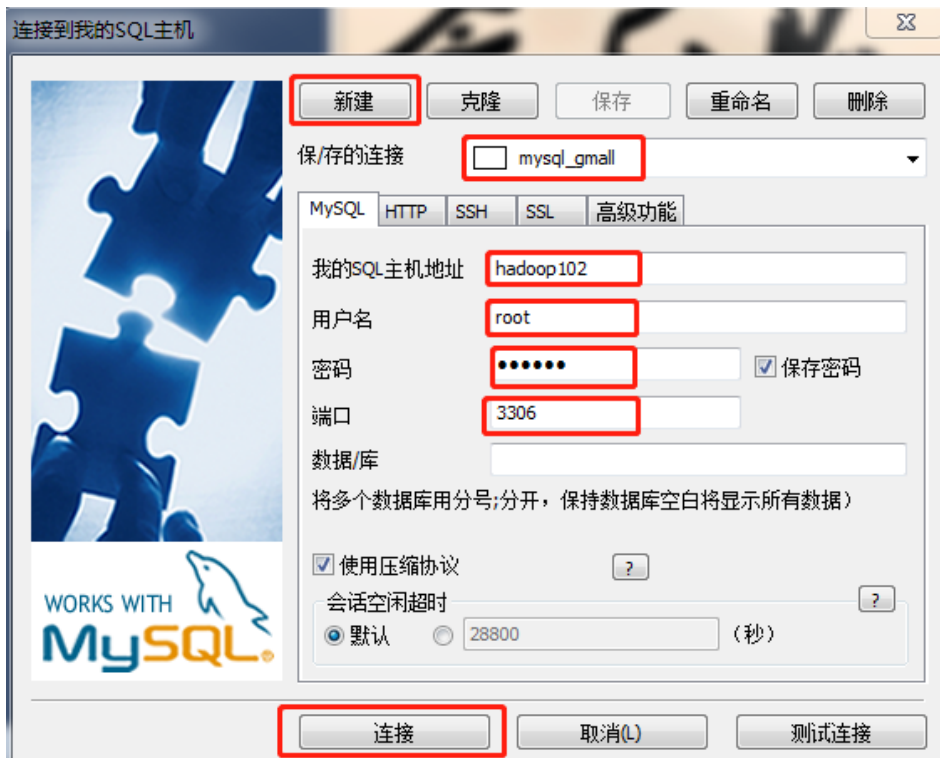 连接到我的SQL主机
新建 克隆 保存 重命名 删除
保/存的连接 mysql_gmall
MySQL HTTP SSH SSL 高级功能
我的SQL主机地址 hadoop102
用户名 root
密码 •••••• 保存密码
端口 3306
数据/库
将多个数据库用分号;分开，保持数据库空白将显示所有数据）
使用压缩协议 ?
会话空闲超时 ?
默认 28800 （秒）
WORKS WITH
MySQL®
连接 取消(L) 测试连接